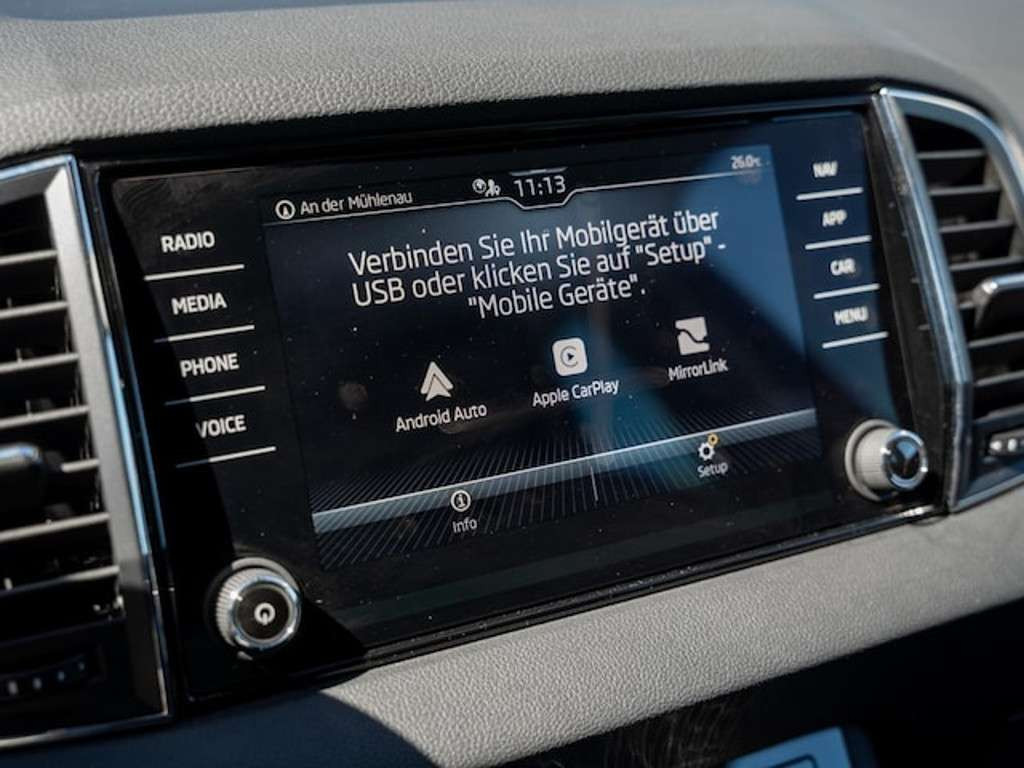 An der Mühlenau
11:13
26.0°C
RADIO
MEDIA
PHONE
VOICE
Verbinden Sie Ihr Mobilgerät über
USB oder klicken Sie auf "Setup" -
"Mobile Geräte".
Android Auto
Apple CarPlay
MirrorLink
Info
Setup
NAV
APP
CAR
MENU